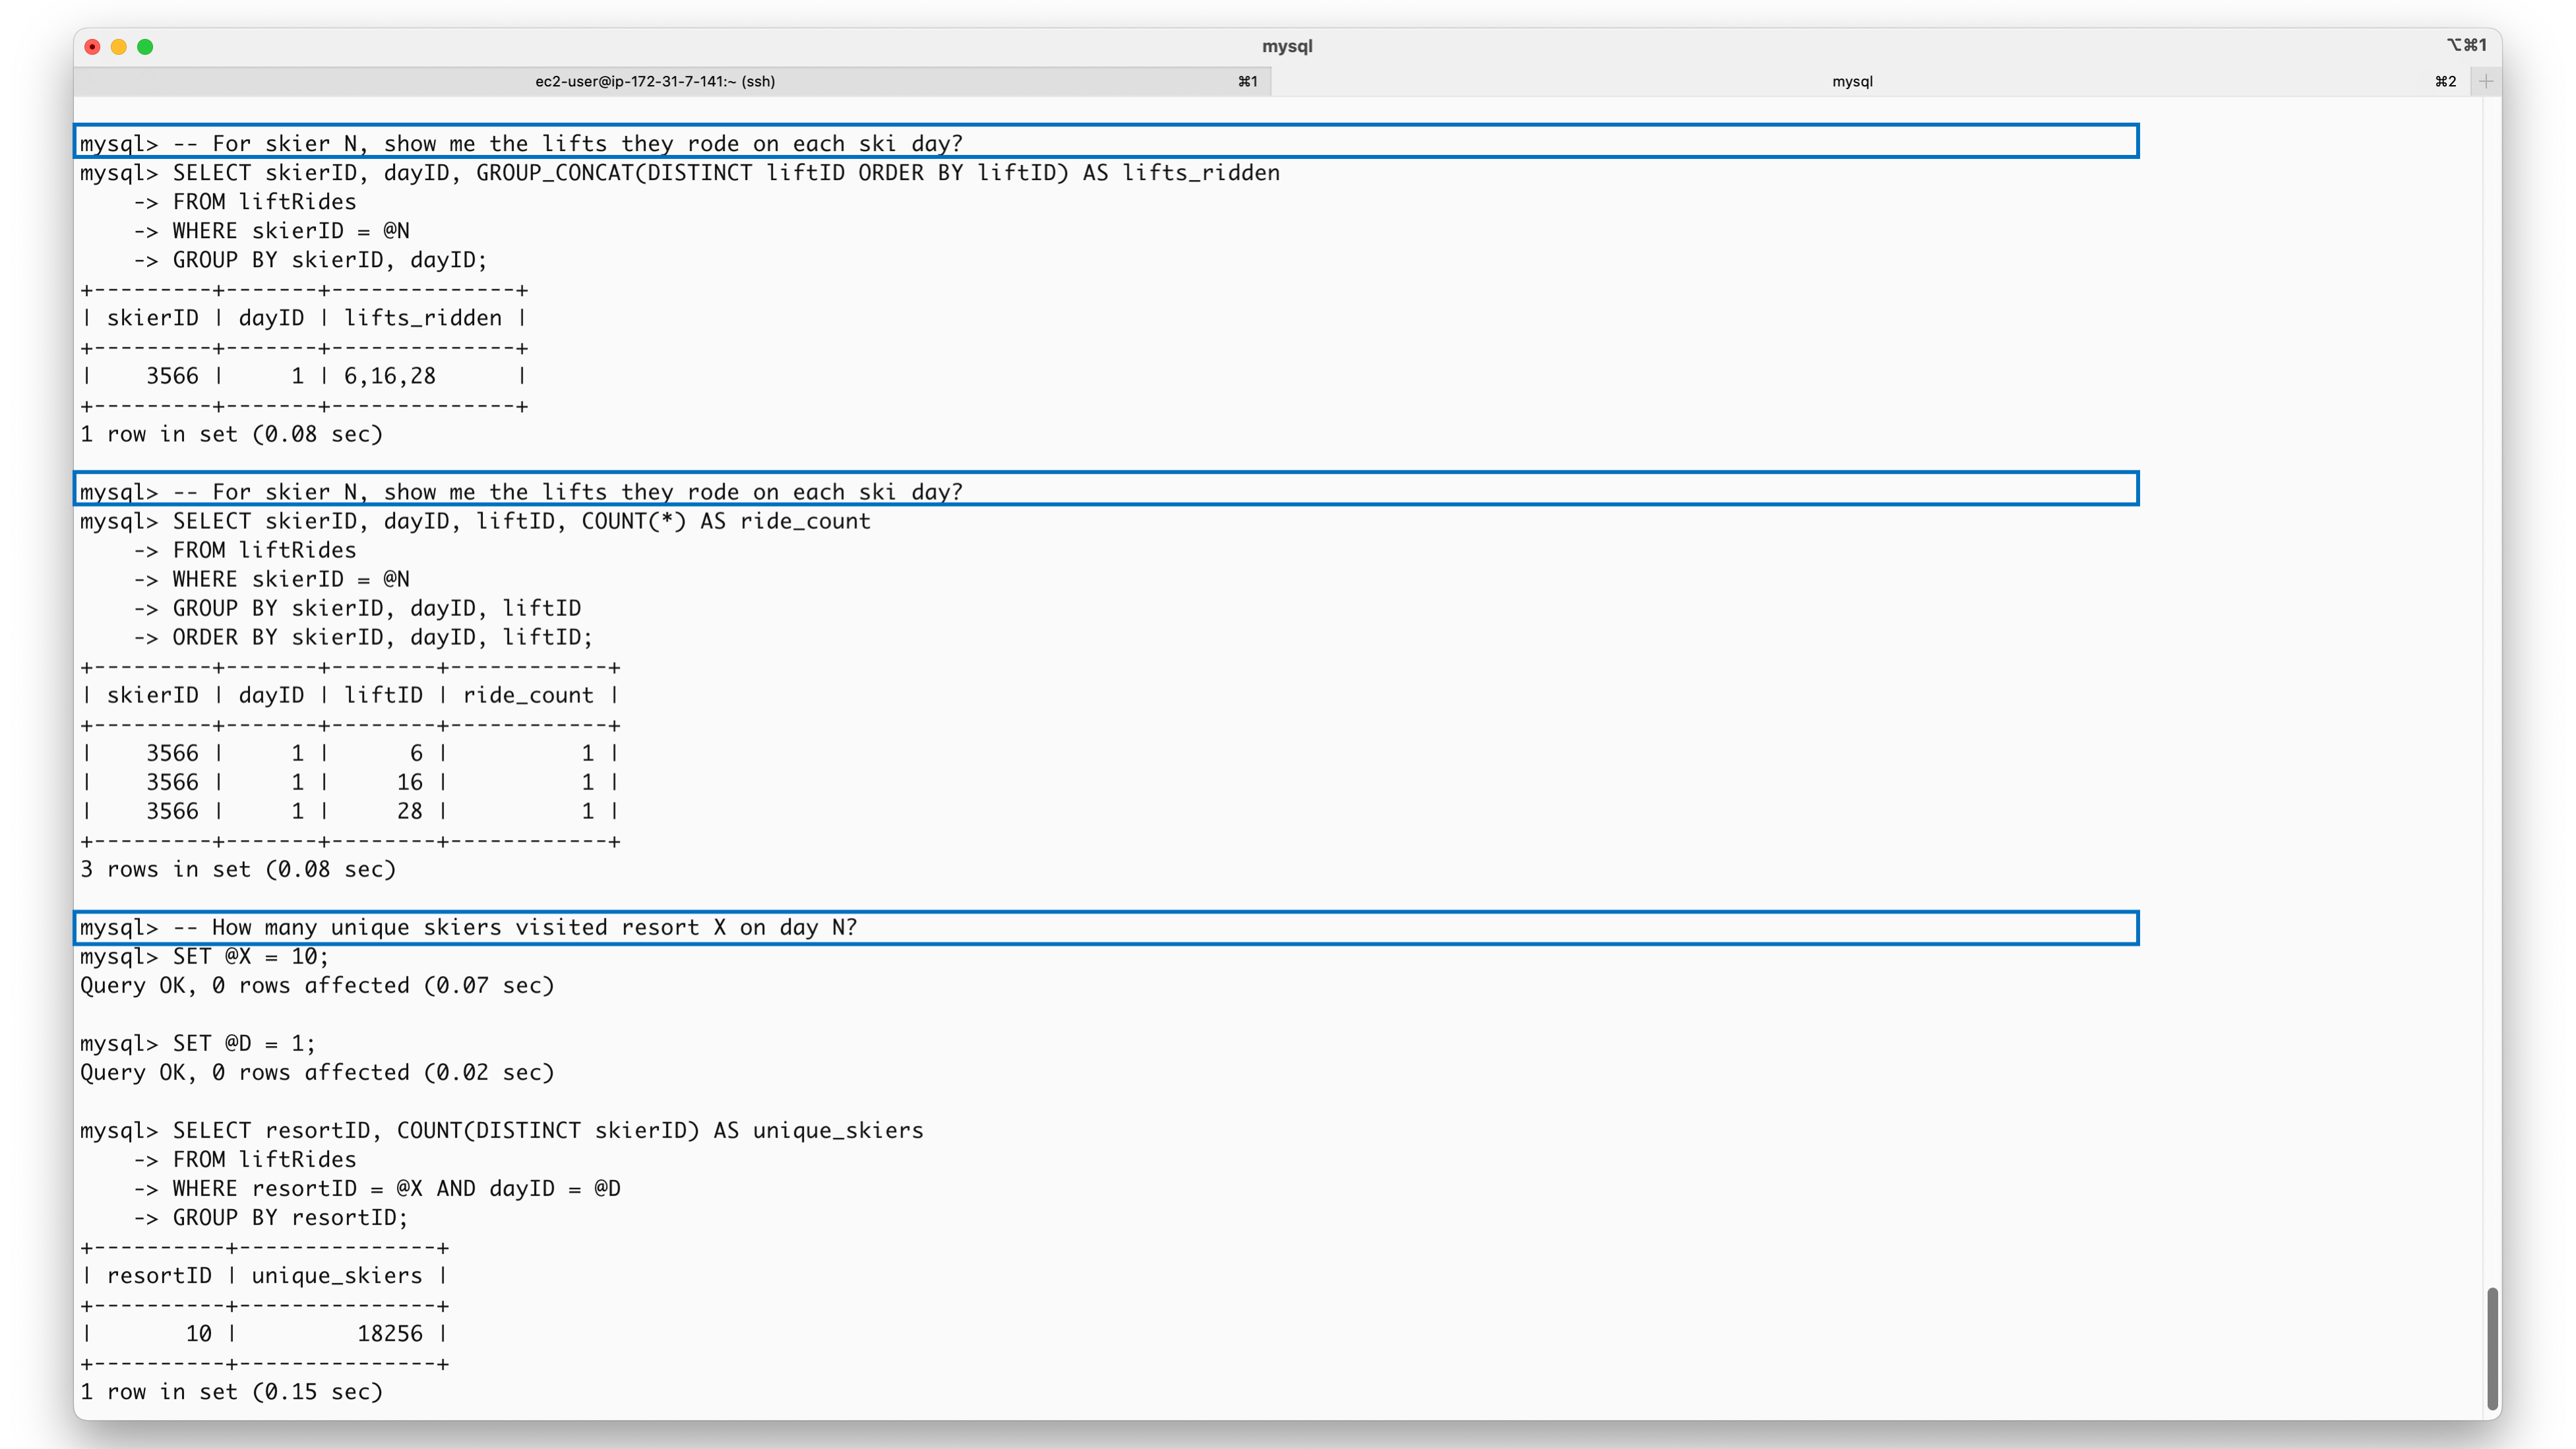 mysql
⌥⌘1
ec2-user@ip-172-31-7-141:~ (ssh) ⌘1
mysql ⌘2 +
mysql> -- For skier N, show me the lifts they rode on each ski day?
mysql> SELECT skierID, dayID, GROUP_CONCAT(DISTINCT liftID ORDER BY liftID) AS lifts_ridden
    -> FROM liftRides
    -> WHERE skierID = @N
    -> GROUP BY skierID, dayID;
+---------+-------+--------------+
| skierID | dayID | lifts_ridden |
+---------+-------+--------------+
|    3566 |     1 | 6,16,28      |
+---------+-------+--------------+
1 row in set (0.08 sec)
mysql> -- For skier N, show me the lifts they rode on each ski day?
mysql> SELECT skierID, dayID, liftID, COUNT(*) AS ride_count
    -> FROM liftRides
    -> WHERE skierID = @N
    -> GROUP BY skierID, dayID, liftID
    -> ORDER BY skierID, dayID, liftID;
+---------+-------+--------+------------+
| skierID | dayID | liftID | ride_count |
+---------+-------+--------+------------+
|    3566 |     1 |      6 |          1 |
|    3566 |     1 |     16 |          1 |
|    3566 |     1 |     28 |          1 |
+---------+-------+--------+------------+
3 rows in set (0.08 sec)
mysql> -- How many unique skiers visited resort X on day N?
mysql> SET @X = 10;
Query OK, 0 rows affected (0.07 sec)
mysql> SET @D = 1;
Query OK, 0 rows affected (0.02 sec)
mysql> SELECT resortID, COUNT(DISTINCT skierID) AS unique_skiers
    -> FROM liftRides
    -> WHERE resortID = @X AND dayID = @D
    -> GROUP BY resortID;
+----------+---------------+
| resortID | unique_skiers |
+----------+---------------+
|       10 |         18256 |
+----------+---------------+
1 row in set (0.15 sec)